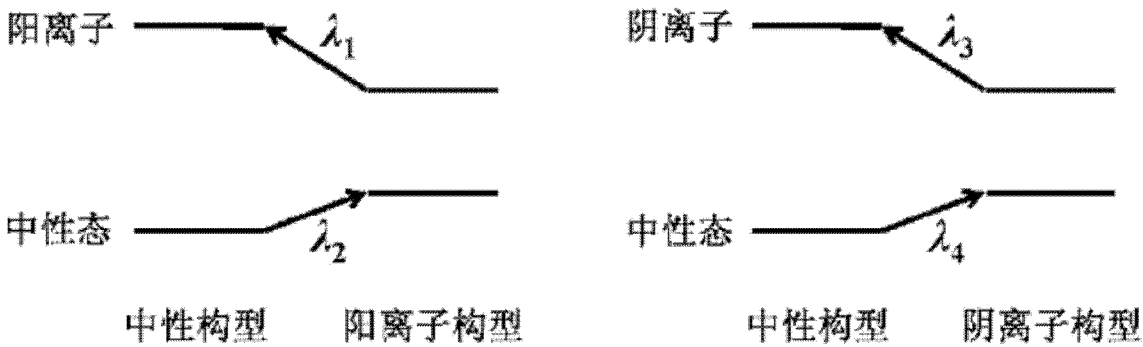 阳离子 λ1 阴离子 λ3
中性态 λ2 中性态 λ4
中性构型 阳离子构型 中性构型 阴离子构型